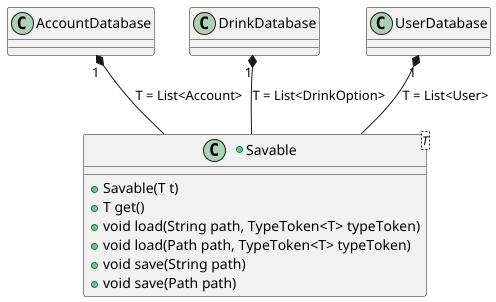 C AccountDatabase
C DrinkDatabase
C UserDatabase
1
1
1
T = List<Account>
T = List<DrinkOption>
T = List<User>
C Savable
T
Savable(T t)
T get()
void load(String path, TypeToken<T> typeToken)
void load(Path path, TypeToken<T> typeToken)
void save(String path)
void save(Path path)